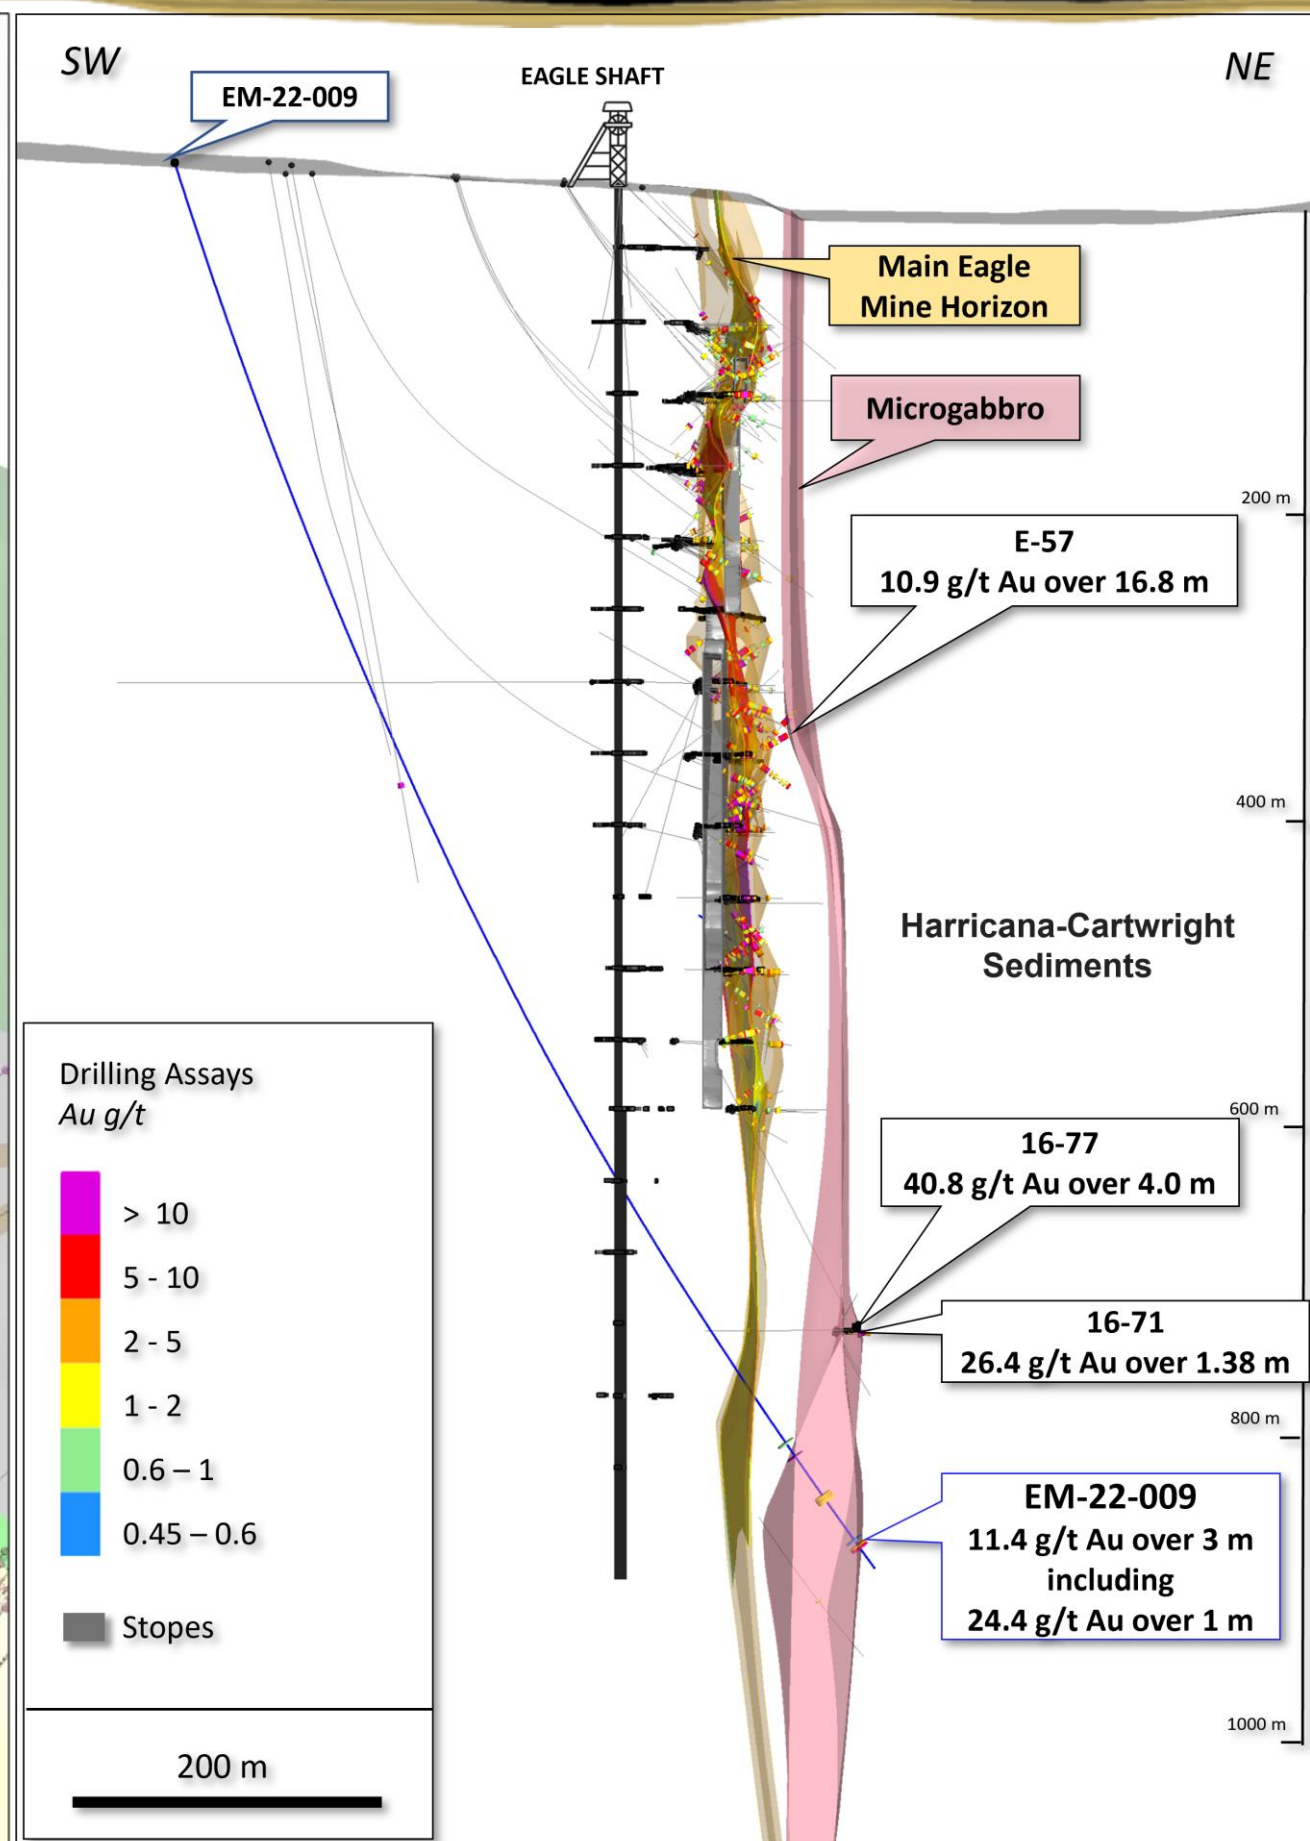 SW
EAGLE SHAFT
NE
EM-22-009
Main Eagle
Mine Horizon
Microgabbro
200 m
E-57
10.9 g/t Au over 16.8 m
400 m
Harricana-Cartwright
Sediments
600 m
16-77
40.8 g/t Au over 4.0 m
16-71
26.4 g/t Au over 1.38 m
800 m
EM-22-009
11.4 g/t Au over 3 m
including
24.4 g/t Au over 1 m
1000 m
Drilling Assays
Au g/t
> 10
5 - 10
2 - 5
1 - 2
0.6 – 1
0.45 – 0.6
Stopes
200 m